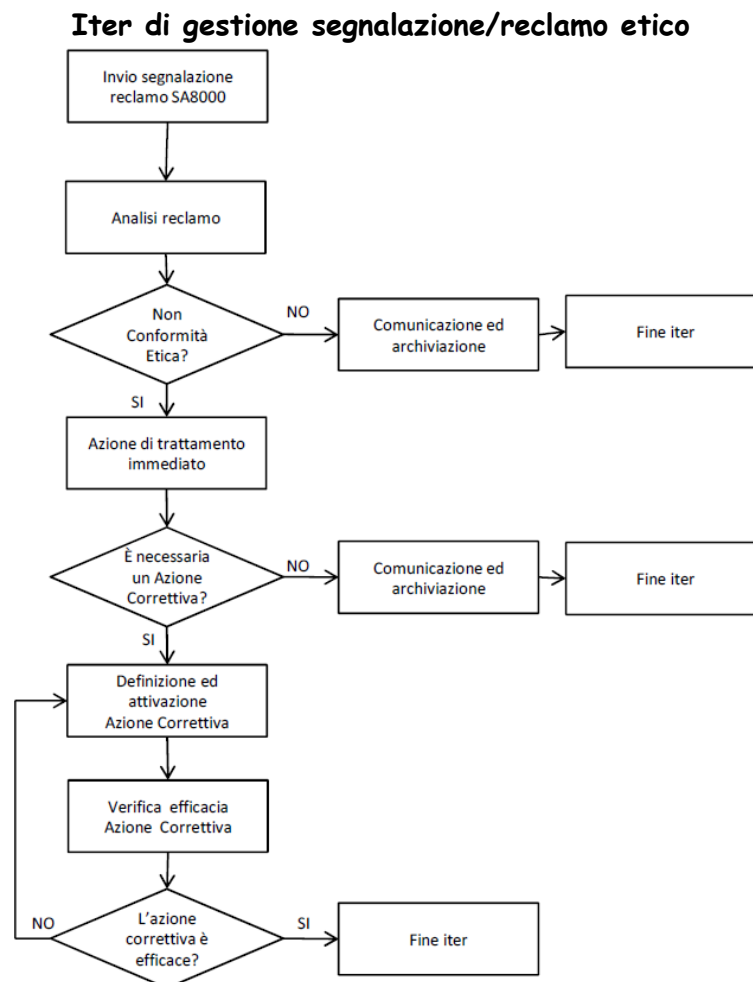 Iter di gestione segnalazione/reclamo etico
Invio segnalazione
reclamo SA8000
Analisi reclamo
Non
Conformità
Etica?
NO
Comunicazione ed
archiviazione
Fine iter
SI
Azione di trattamento
immediato
È necessaria
un Azione
Correttiva?
NO
Comunicazione ed
archiviazione
Fine iter
SI
Definizione ed
attivazione
Azione Correttiva
Verifica efficacia
Azione Correttiva
NO
L’azione
correttiva è
efficace?
SI
Fine iter